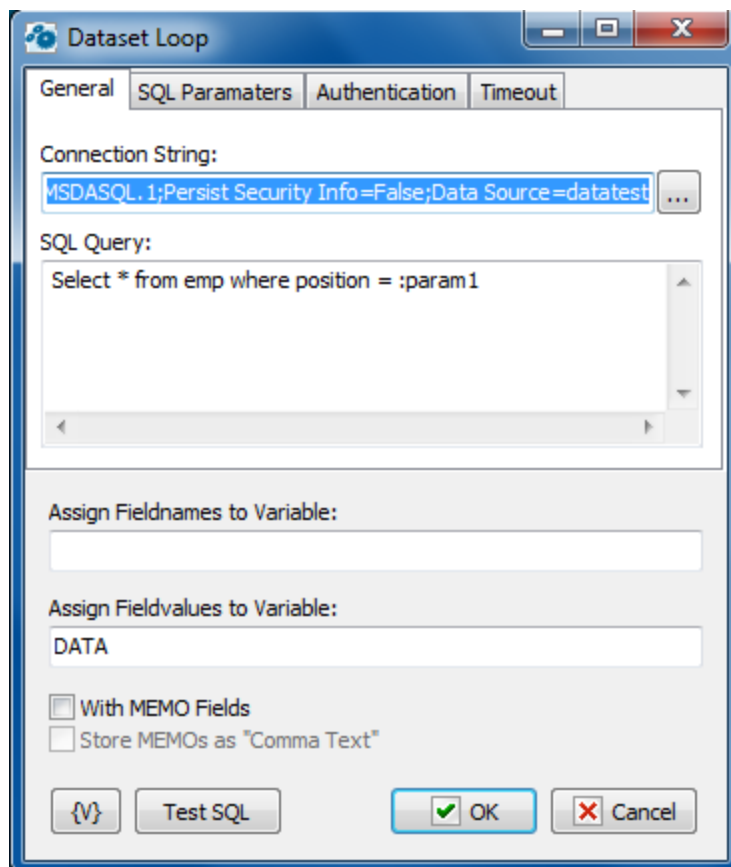 Dataset Loop
General SQL Paramaters Authentication Timeout
Connection String:
MSDASQL.1;Persist Security Info=False;Data Source=datatest ...
SQL Query:
Select * from emp where position = :param1
Assign Fieldnames to Variable:
Assign Fieldvalues to Variable:
DATA
With MEMO Fields
Store MEMOs as "Comma Text"
{V} Test SQL OK Cancel